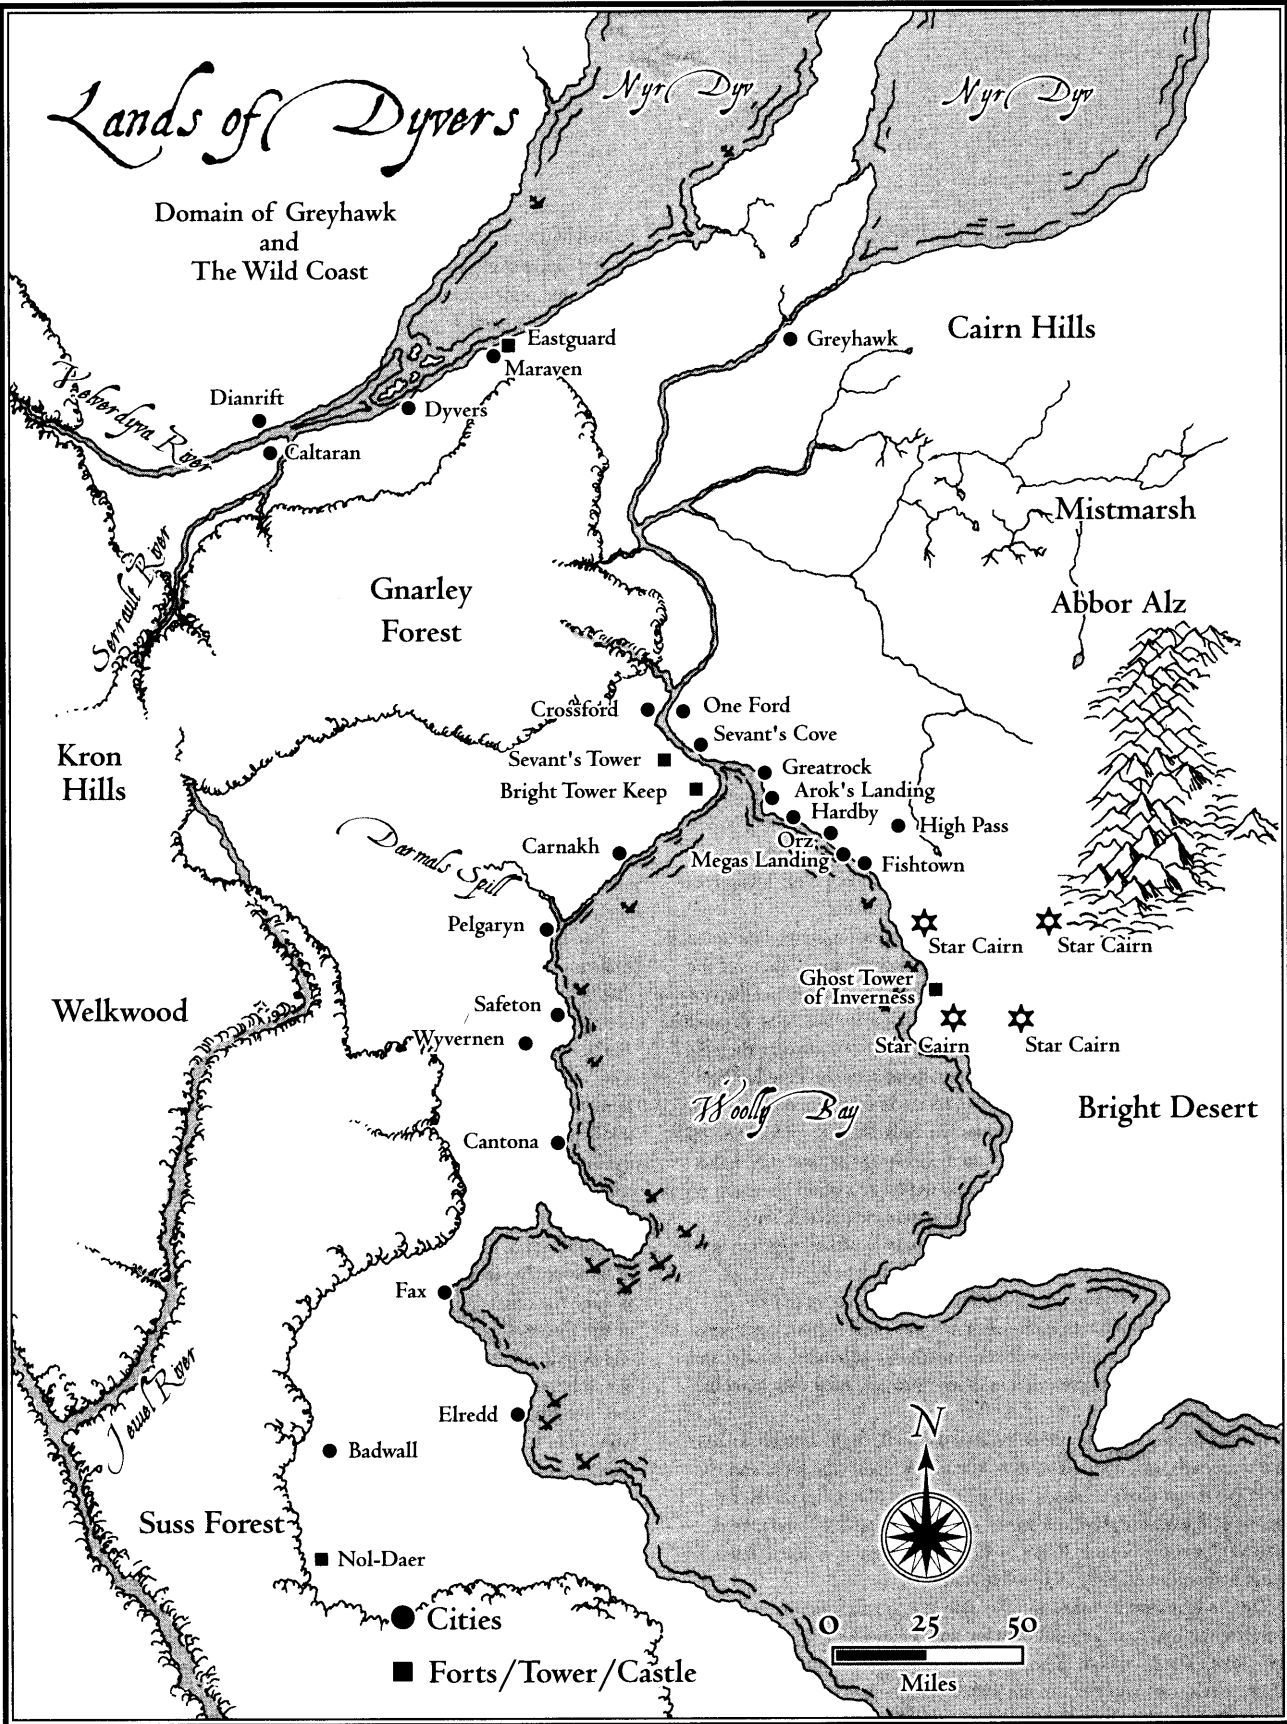 Lands of Dyvers
Domain of Greyhawk
and
The Wild Coast
Nyr Dyv
Nyr Dyv
Eastguard
Maraven
Greyhawk
Cairn Hills
Velverdyva River
Dianrift
Dyvers
Caltaran
Mistmarsh
Serrault River
Gnarley
Forest
Abbor Alz
Crossford
One Ford
Sevant's Cove
Kron
Hills
Sevant's Tower
Greatrock
Bright Tower Keep
Arok's Landing
Hardby
High Pass
Orz
Megas Landing
Fishtown
Darmals Spill
Carnakh
Pelgaryn
Star Cairn
Star Cairn
Ghost Tower
of Inverness
Welkwood
Safeton
Wyvernen
Star Cairn
Star Cairn
Woolly Bay
Bright Desert
Cantona
Fax
Jewel River
Elredd
Badwall
N
Suss Forest
Nol-Daer
Cities
Forts/Tower/Castle
0 25 50
Miles